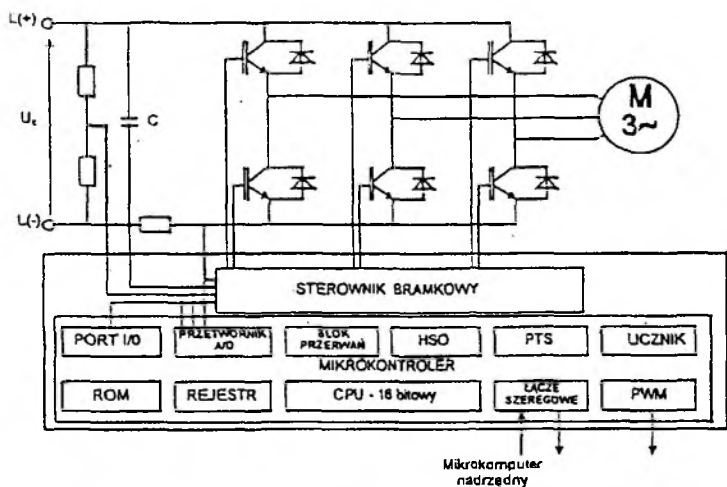 L(+)
M
3~
C
L(-)
STEROWNIK BRAMKOWY
PORT I/0
PRZETWORNIK
A/D
BLOK
PRZERWAŃ
HSO
PTS
LICZNIK
MIKROKONTROLER
ROM
REJESTR
CPU - 16 bitowy
ŁĄCZE
SZEREGOWE
PWM
Mikrokomputer
nadrzędny